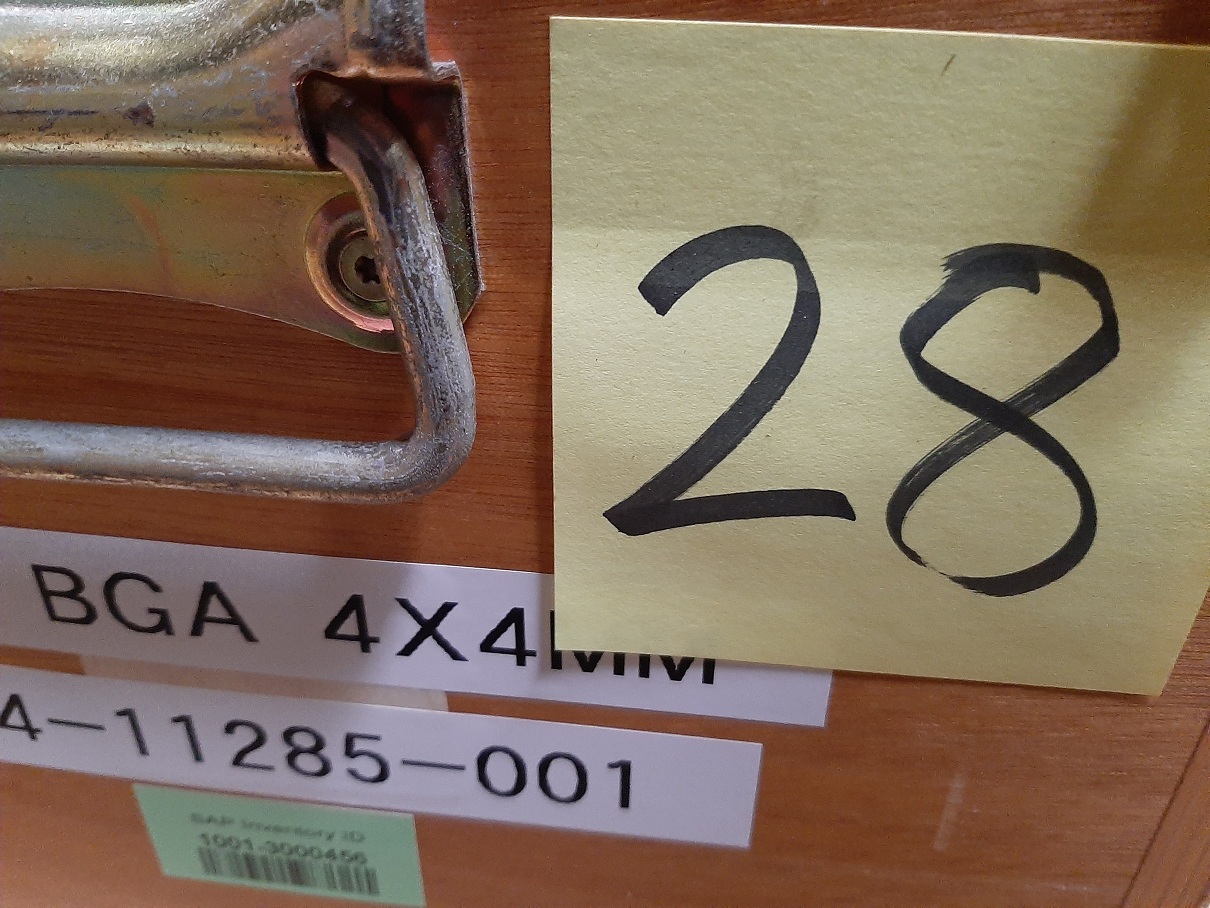 28
BGA 4X4MM
4-11285-001
SAP Inventory ID
1001-3000456